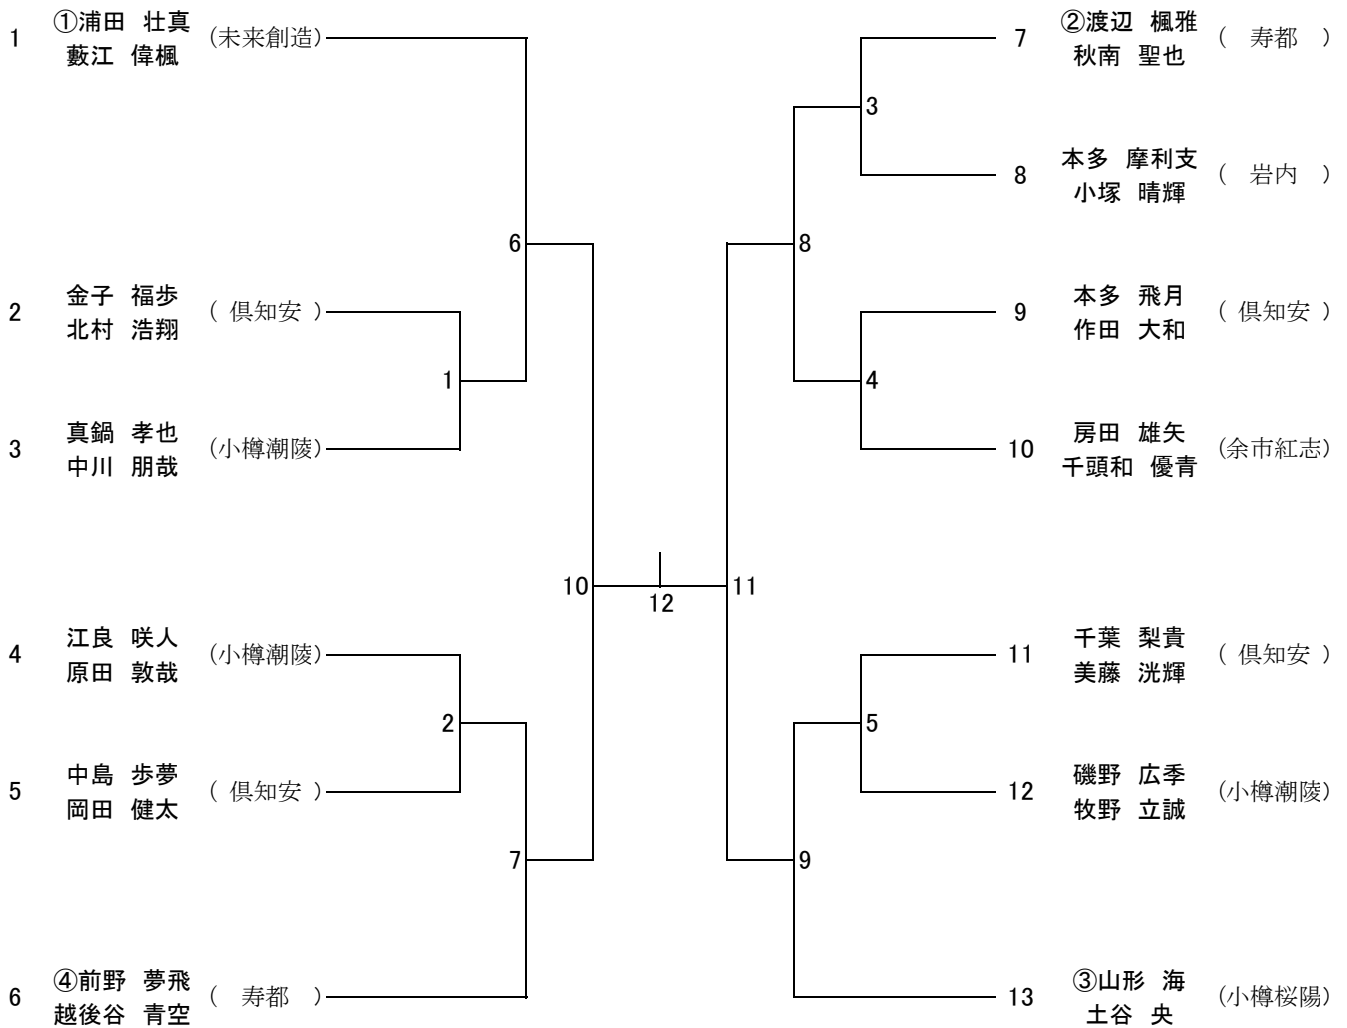 1 ①浦田 壮真 (未来創造)
藪江 偉楓
2 金子 福歩 ( 倶知安 )
北村 浩翔
3 真鍋 孝也 (小樽潮陵)
中川 朋哉
4 江良 咲人 (小樽潮陵)
原田 敦哉
5 中島 歩夢 ( 倶知安 )
岡田 健太
6 ④前野 夢飛 ( 寿都 )
越後谷 青空
6
1
2
7
10
12
11
8
3
4
5
9
7 ②渡辺 楓雅 ( 寿都 )
秋南 聖也
8 本多 摩利支 ( 岩内 )
小塚 晴輝
9 本多 飛月 ( 倶知安 )
作田 大和
10 房田 雄矢 (余市紅志)
千頭和 優青
11 千葉 梨貴 ( 倶知安 )
美藤 洸輝
12 磯野 広季 (小樽潮陵)
牧野 立誠
13 ③山形 海 (小樽桜陽)
土谷 央